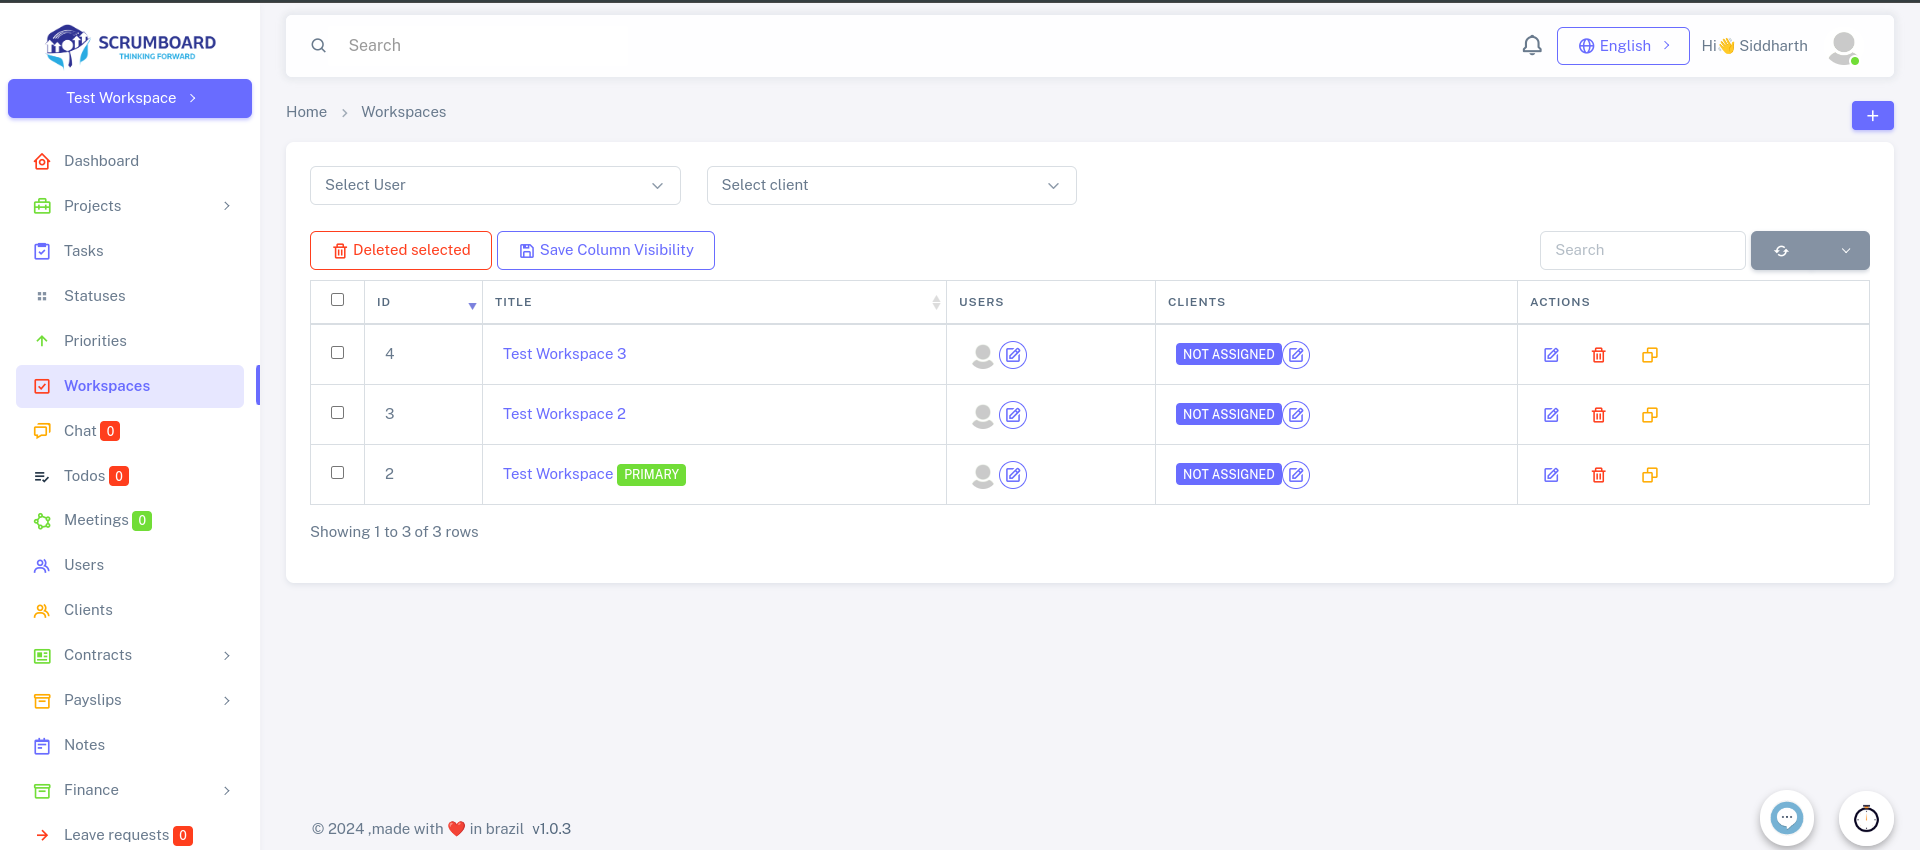 SCRUMBOARD
THINKING FORWARD
Test Workspace
Dashboard
Projects
Tasks
Statuses
Priorities
Workspaces
Chat 0
Todos 0
Meetings 0
Users
Clients
Contracts
Payslips
Notes
Finance
Leave requests 0
Search
English
Hi👋 Siddharth
Home > Workspaces
+
Select User
Select client
Deleted selected
Save Column Visibility
Search
ID TITLE USERS CLIENTS ACTIONS
4 Test Workspace 3 NOT ASSIGNED
3 Test Workspace 2 NOT ASSIGNED
2 Test Workspace PRIMARY NOT ASSIGNED
Showing 1 to 3 of 3 rows
© 2024 ,made with ❤️ in brazil v1.0.3